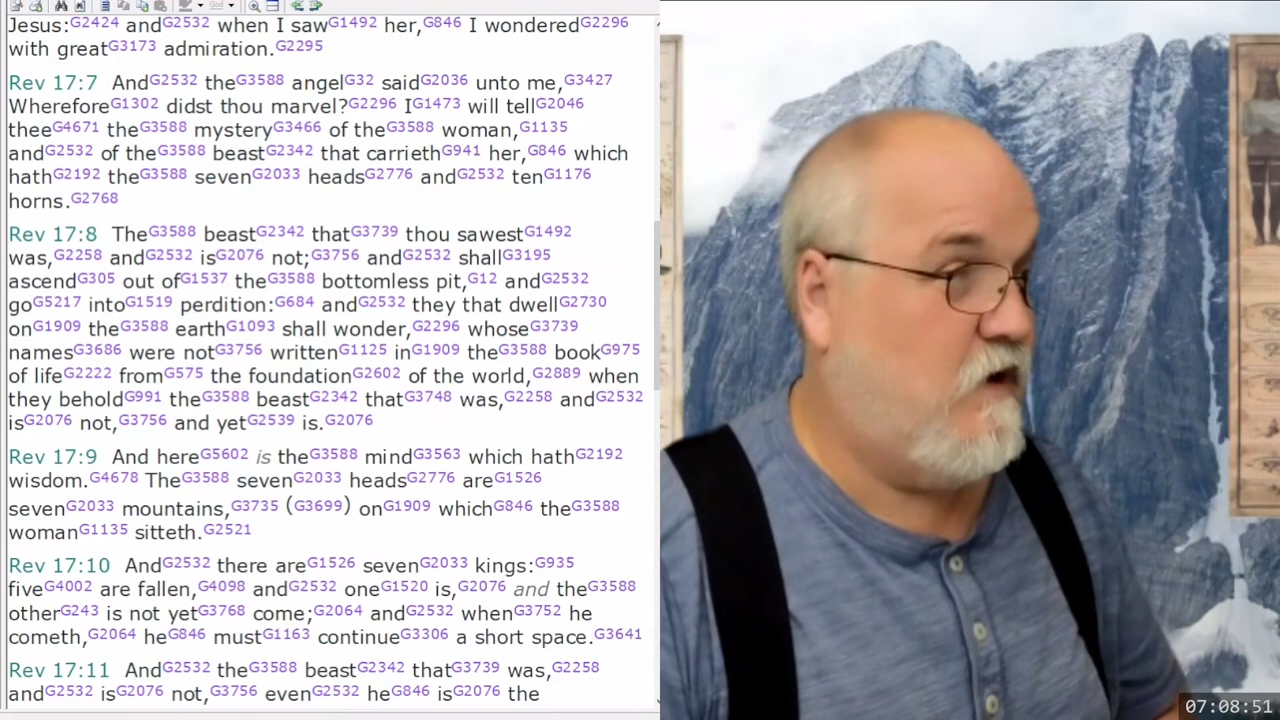 Jesus:G2424 andG2532 when I sawG1492 her,G846 I wonderedG2296
with greatG3173 admiration.G2295
Rev 17:7 AndG2532 theG3588 angelG32 saidG2036 unto me,G3427
WhereforeG1302 didst thou marvel?G2296 IG1473 will tellG2046
theeG4671 theG3588 mysteryG3466 of theG3588 woman,G1135
andG2532 of theG3588 beastG2342 that carriethG941 her,G846 which
hathG2192 theG3588 sevenG2033 headsG2776 andG2532 tenG1176
horns.G2768
Rev 17:8 TheG3588 beastG2342 thatG3739 thou sawestG1492
was,G2258 andG2532 isG2076 not;G3756 andG2532 shallG3195
ascendG305 out ofG1537 theG3588 bottomless pit,G12 andG2532
goG5217 intoG1519 perdition:G684 andG2532 they that dwellG2730
onG1909 theG3588 earthG1093 shall wonder,G2296 whoseG3739
namesG3686 were notG3756 writtenG1125 inG1909 theG3588 bookG975
of lifeG2222 fromG575 the foundationG2602 of the world,G2889 when
they beholdG991 theG3588 beastG2342 thatG3748 was,G2258 andG2532
isG2076 not,G3756 and yetG2539 is.G2076
Rev 17:9 And hereG5602 is theG3588 mindG3563 which hathG2192
wisdom.G4678 TheG3588 sevenG2033 headsG2776 areG1526
sevenG2033 mountains,G3735 (G3699) onG1909 whichG846 theG3588
womanG1135 sitteth.G2521
Rev 17:10 AndG2532 there areG1526 sevenG2033 kings:G935
fiveG4002 are fallen,G4098 andG2532 oneG1520 is,G2076 and theG3588
otherG243 is not yetG3768 come;G2064 andG2532 whenG3752 he
cometh,G2064 heG846 mustG1163 continueG3306 a short space.G3641
Rev 17:11 AndG2532 theG3588 beastG2342 thatG3739 was,G2258
andG2532 isG2076 not,G3756 evenG2532 heG846 isG2076 the
07:08:51